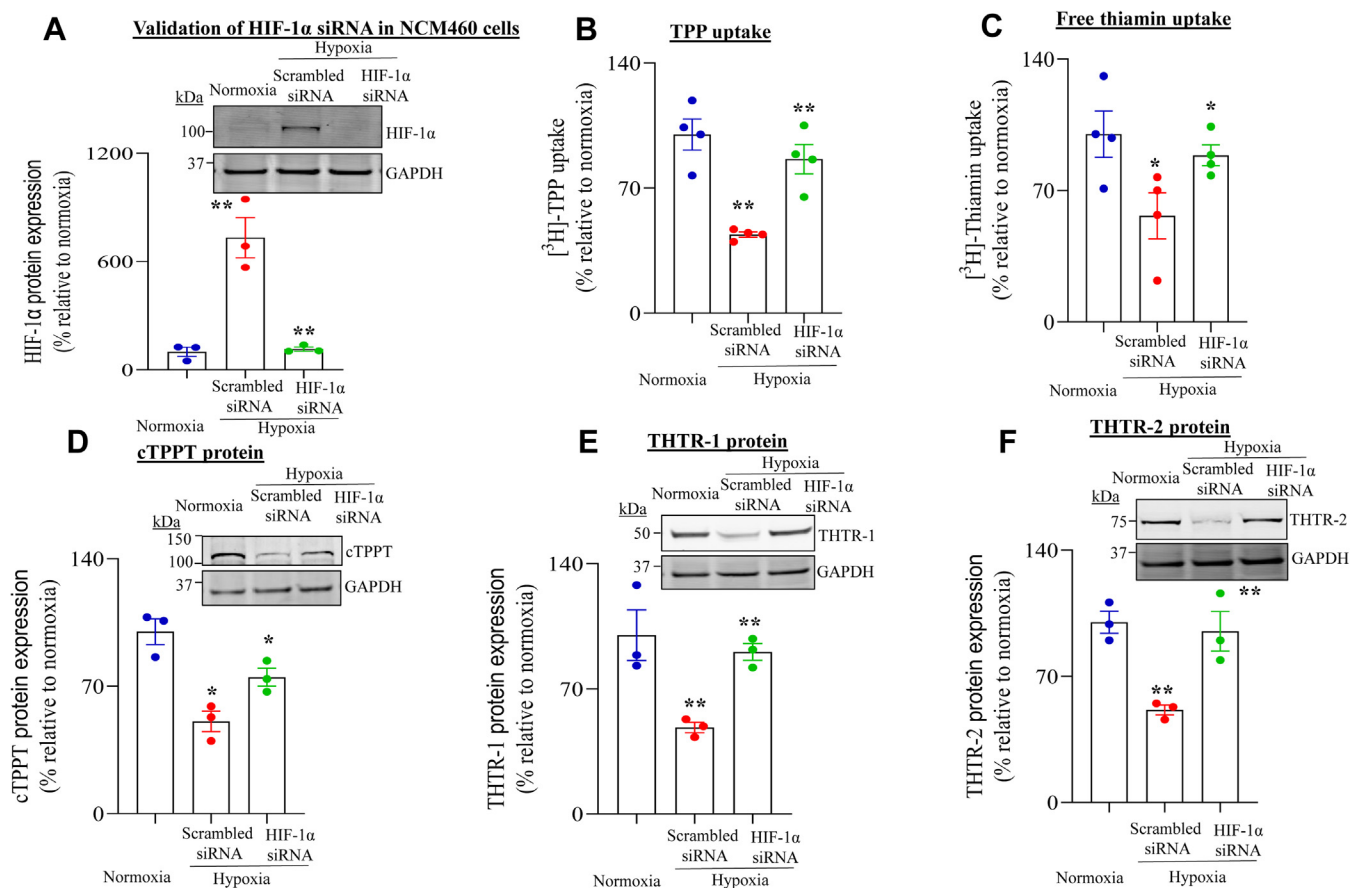 A
Validation of HIF-1α siRNA in NCM460 cells
Hypoxia
Normoxia
Scrambled
siRNA
HIF-1α
siRNA
kDa
100
HIF-1α
37
GAPDH
HIF-1α protein expression
(% relative to normoxia)
1200
600
0
**
**
Normoxia
Scrambled
siRNA
HIF-1α
siRNA
Hypoxia
B
TPP uptake
[³H]-TPP uptake
(% relative to normoxia)
140
70
0
**
**
Normoxia
Scrambled
siRNA
HIF-1α
siRNA
Hypoxia
C
Free thiamin uptake
[³H]-Thiamin uptake
(% relative to normoxia)
140
70
0
*
*
Normoxia
Scrambled
siRNA
HIF-1α
siRNA
Hypoxia
D
cTPPT protein
Hypoxia
Normoxia
Scrambled
siRNA
HIF-1α
siRNA
kDa
150
100
cTPPT
37
GAPDH
cTPPT protein expression
(% relative to normoxia)
140
70
0
*
*
Normoxia
Scrambled
siRNA
HIF-1α
siRNA
Hypoxia
E
THTR-1 protein
Hypoxia
Normoxia
Scrambled
siRNA
HIF-1α
siRNA
kDa
50
THTR-1
37
GAPDH
THTR-1 protein expression
(% relative to normoxia)
140
70
0
**
**
Normoxia
Scrambled
siRNA
HIF-1α
siRNA
Hypoxia
F
THTR-2 protein
Hypoxia
Normoxia
Scrambled
siRNA
HIF-1α
siRNA
kDa
75
THTR-2
37
GAPDH
THTR-2 protein expression
(% relative to normoxia)
140
70
0
**
**
Normoxia
Scrambled
siRNA
HIF-1α
siRNA
Hypoxia